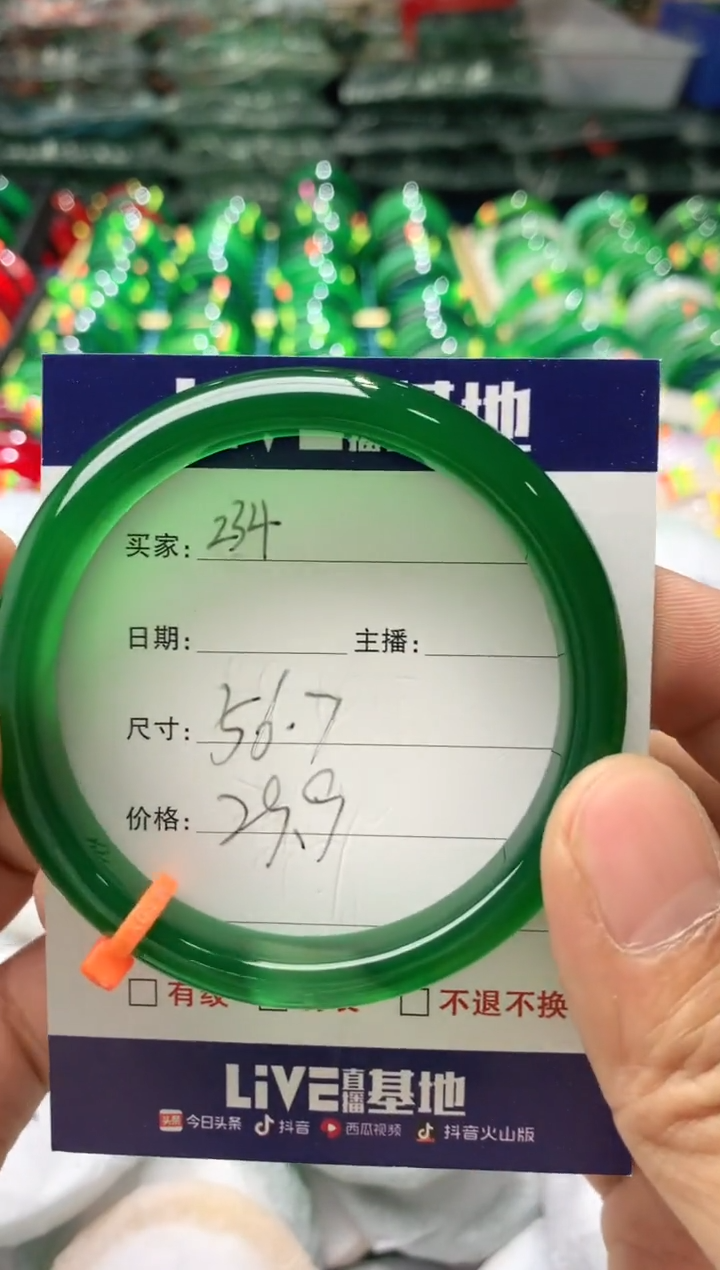 基地
买家: 234
日期: 主播:
尺寸: 56.7
价格: 29.9
有纹 不退不换
LiVE直播基地
头条 今日头条 抖音 西瓜视频 抖音火山版